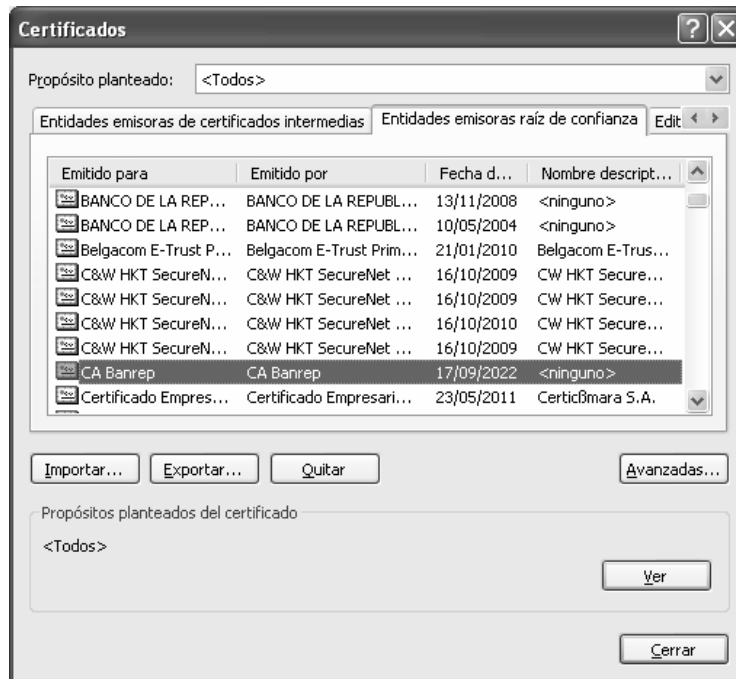 Certificados
Propósito planteado: <Todos>
Entidades emisoras de certificados intermedias Entidades emisoras raíz de confianza Edit
Emitido para Emitido por Fecha d... Nombre descript...
BANCO DE LA REP... BANCO DE LA REPUBL... 13/11/2008 <ninguno>
BANCO DE LA REP... BANCO DE LA REPUBL... 10/05/2004 <ninguno>
Belgacom E-Trust P... Belgacom E-Trust Prim... 21/01/2010 Belgacom E-Trus...
C&W HKT SecureN... C&W HKT SecureNet ... 16/10/2009 CW HKT Secure...
C&W HKT SecureN... C&W HKT SecureNet ... 16/10/2009 CW HKT Secure...
C&W HKT SecureN... C&W HKT SecureNet ... 16/10/2010 CW HKT Secure...
C&W HKT SecureN... C&W HKT SecureNet ... 16/10/2009 CW HKT Secure...
CA Banrep CA Banrep 17/09/2022 <ninguno>
Certificado Empres... Certificado Empresari... 23/05/2011 Certicßmara S.A.
Importar... Exportar... Quitar Avanzadas...
Propósitos planteados del certificado
<Todos>
Ver
Cerrar